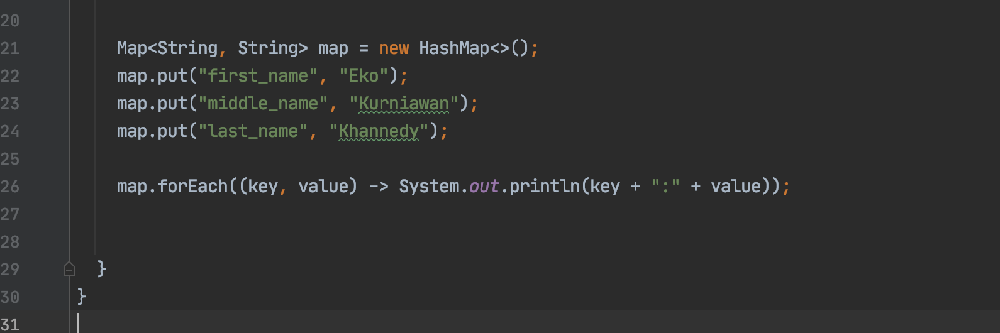 20
21 Map<String, String> map = new HashMap<>();
22 map.put("first_name", "Eko");
23 map.put("middle_name", "Kurniawan");
24 map.put("last_name", "Khannedy");
25
26 map.forEach((key, value) -> System.out.println(key + ":" + value));
27
28
29 }
30 }
31